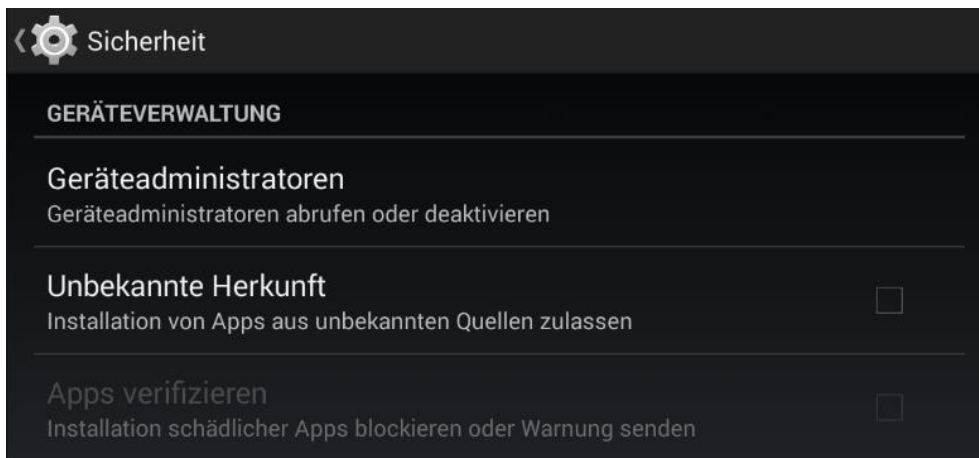 Sicherheit
GERÄTEVERWALTUNG
Geräteadministratoren
Geräteadministratoren abrufen oder deaktivieren
Unbekannte Herkunft
Installation von Apps aus unbekannten Quellen zulassen
Apps verifizieren
Installation schädlicher Apps blockieren oder Warnung senden